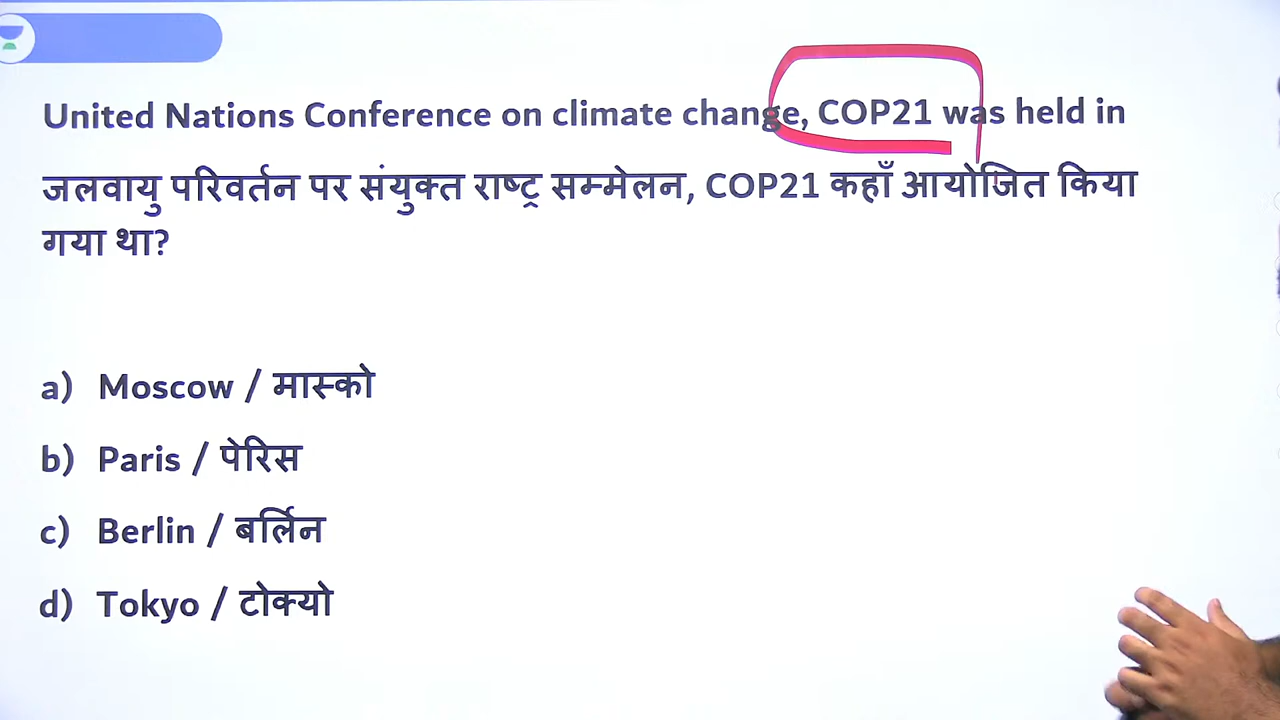 United Nations Conference on climate change, COP21 was held in
जलवायु परिवर्तन पर संयुक्त राष्ट्र सम्मेलन, COP21 कहाँ आयोजित किया
गया था?
a) Moscow / मास्को
b) Paris / पेरिस
c) Berlin / बर्लिन
d) Tokyo / टोक्यो